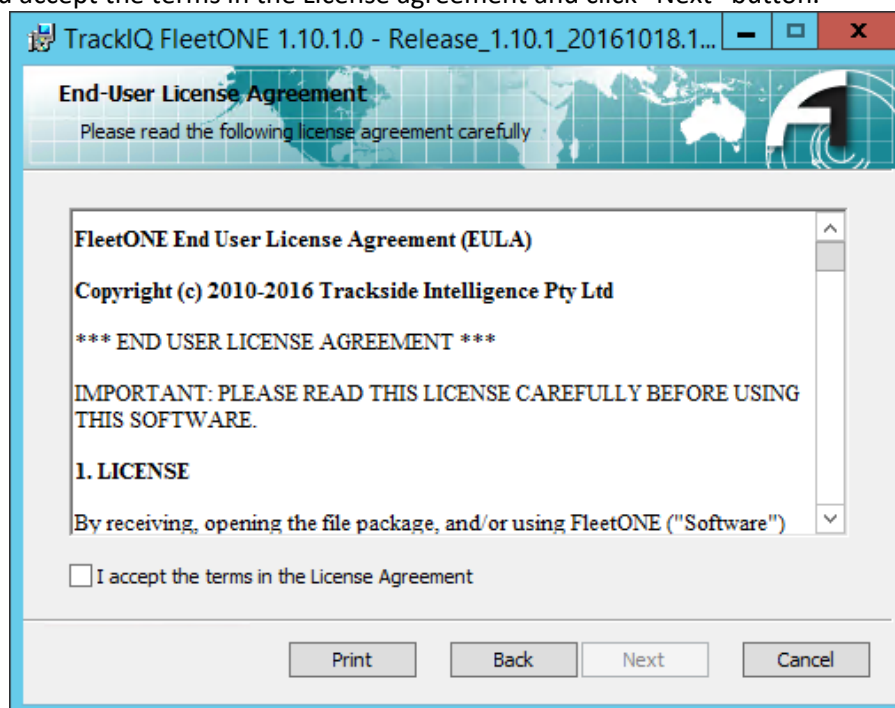 accept the terms in the License agreement and click "Next" button.
TrackIQ FleetONE 1.10.1.0 - Release_1.10.1_20161018.1...
End-User License Agreement
Please read the following license agreement carefully
FleetONE End User License Agreement (EULA)
Copyright (c) 2010-2016 Trackside Intelligence Pty Ltd
*** END USER LICENSE AGREEMENT ***
IMPORTANT: PLEASE READ THIS LICENSE CAREFULLY BEFORE USING
THIS SOFTWARE.
1. LICENSE
By receiving, opening the file package, and/or using FleetONE ("Software")
I accept the terms in the License Agreement
Print Back Next Cancel